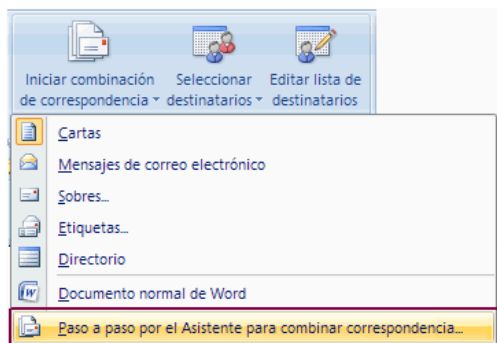 Iniciar combinación Seleccionar Editar lista de
de correspondencia destinatarios destinatarios
Cartas
Mensajes de correo electrónico
Sobres...
Etiquetas...
Directorio
Documento normal de Word
Paso a paso por el Asistente para combinar correspondencia...